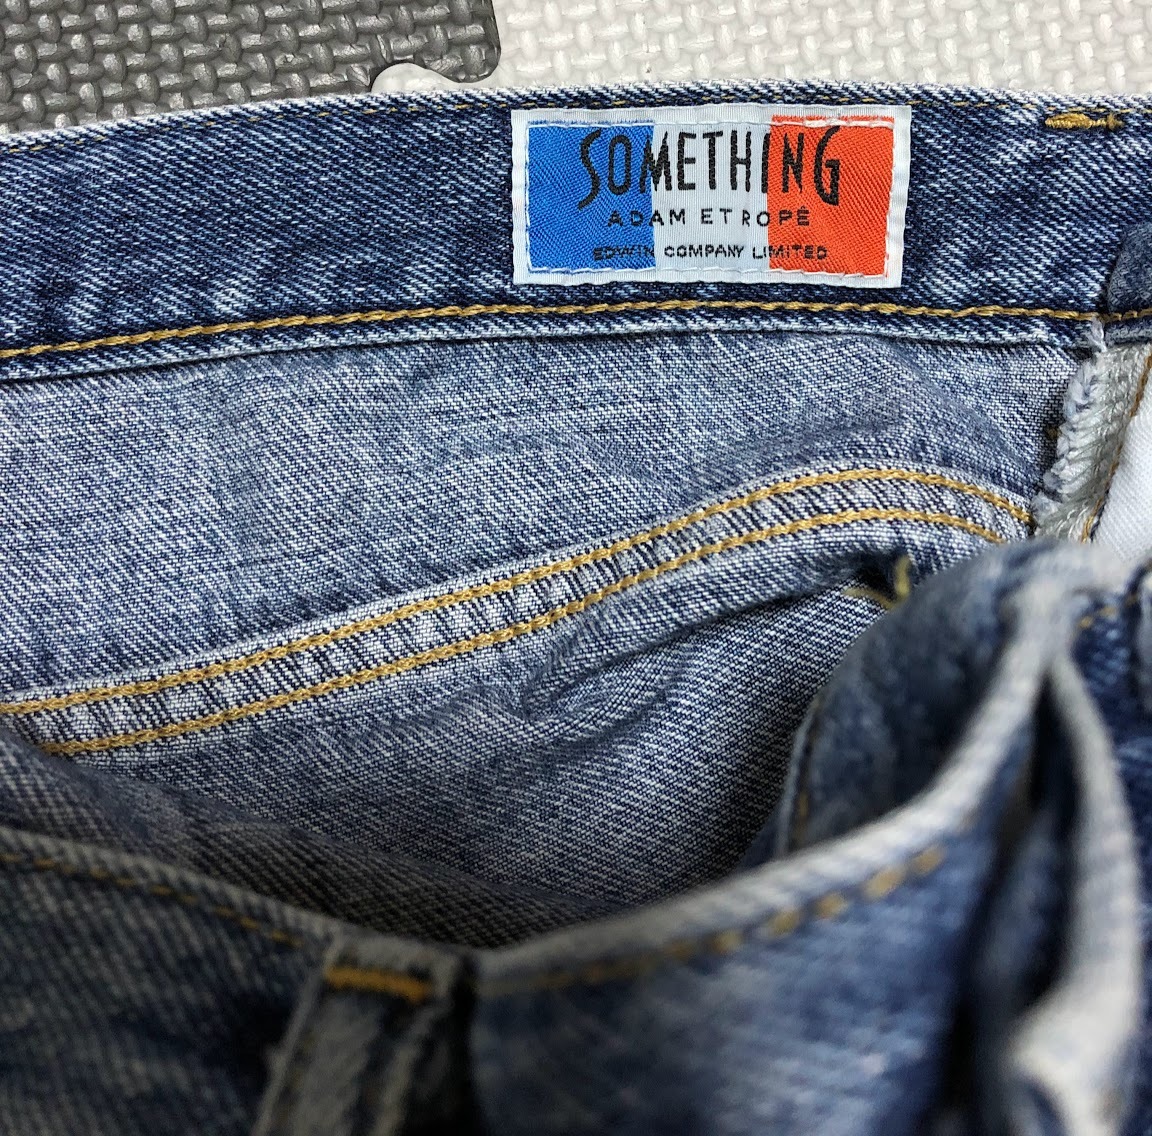 SOMETHING
ADAM ET ROPÉ
EDWIN COMPANY LIMITED